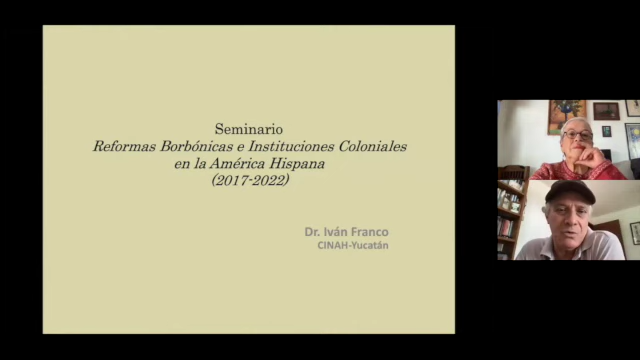 Seminario
Reformas Borbónicas e Instituciones Coloniales
en la América Hispana
(2017-2022)
Dr. Iván Franco
CINAH-Yucatán